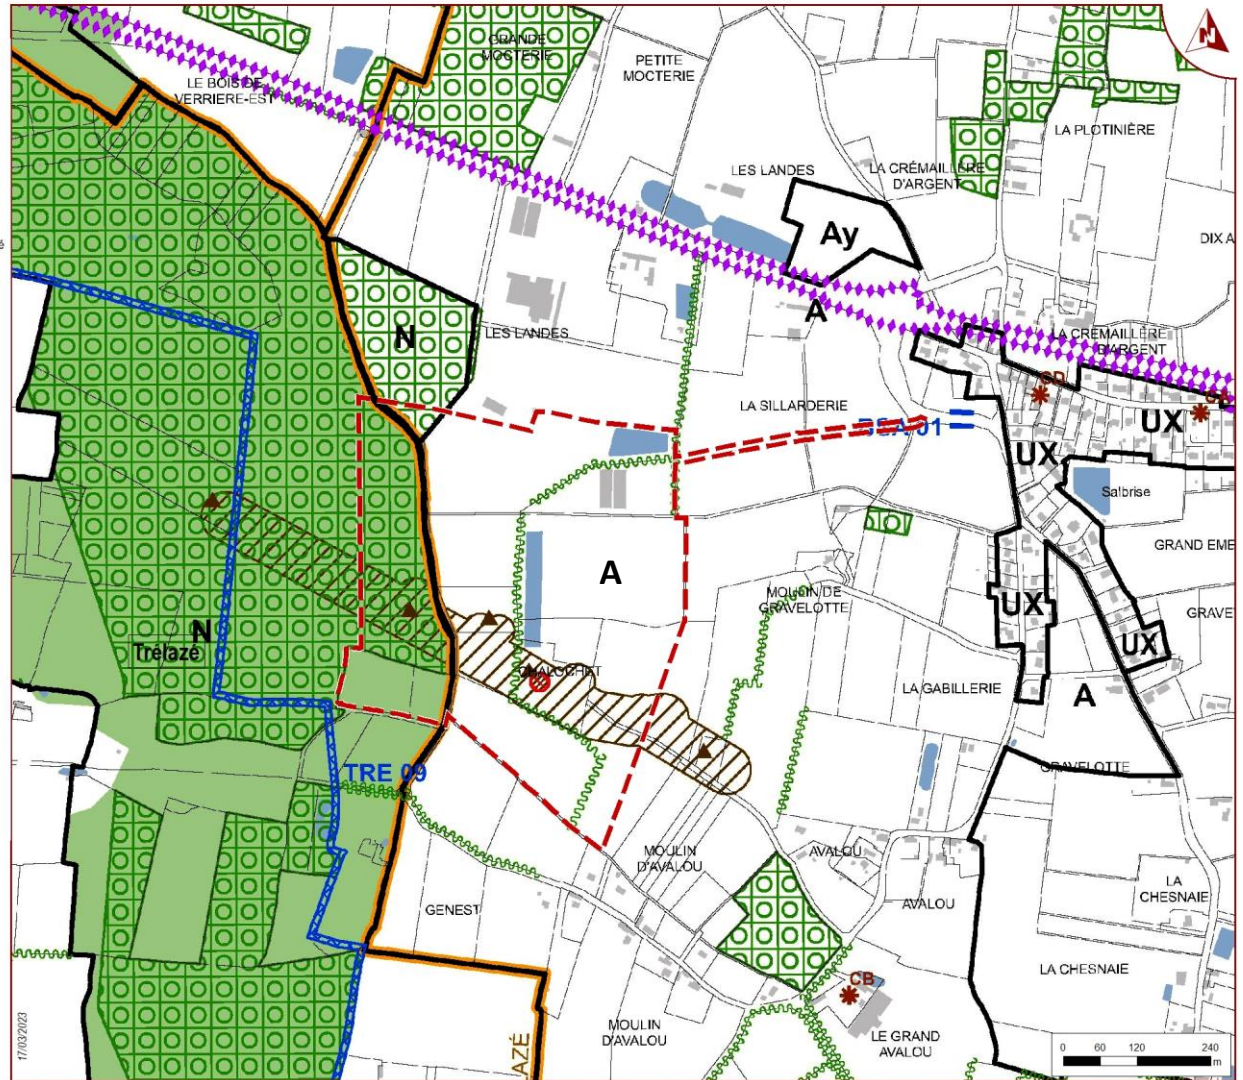 N
GRANDE
MOCTERIE
PETITE
MOCTERIE
LE BOIS DE
VERRIERE-EST
LA PLOTINIÈRE
LES LANDES
LA CRÉMAILLÈRE
D'ARGENT
Ay
DIX A
N
LES LANDES
A
LA CRÉMAILLÈRE
D'ARGENT
CD
LA SILLARDERIE
UX
UX
Salbrise
GRAND EME
A
MOULIN DE
GRAVELOTTE
UX
GRAVE
N
Trélazé
UX
CHALOCHET
LA GABILLERIE
A
GRAVELOTTE
TRE 09
MOULIN
D'AVALOU
AVALOU
LA
CHESNAIE
GENEST
AVALOU
LA CHESNAIE
CB
MOULIN
D'AVALOU
LE GRAND
AVALOU
AZÉ
17/03/2023
0 60 120 240
m